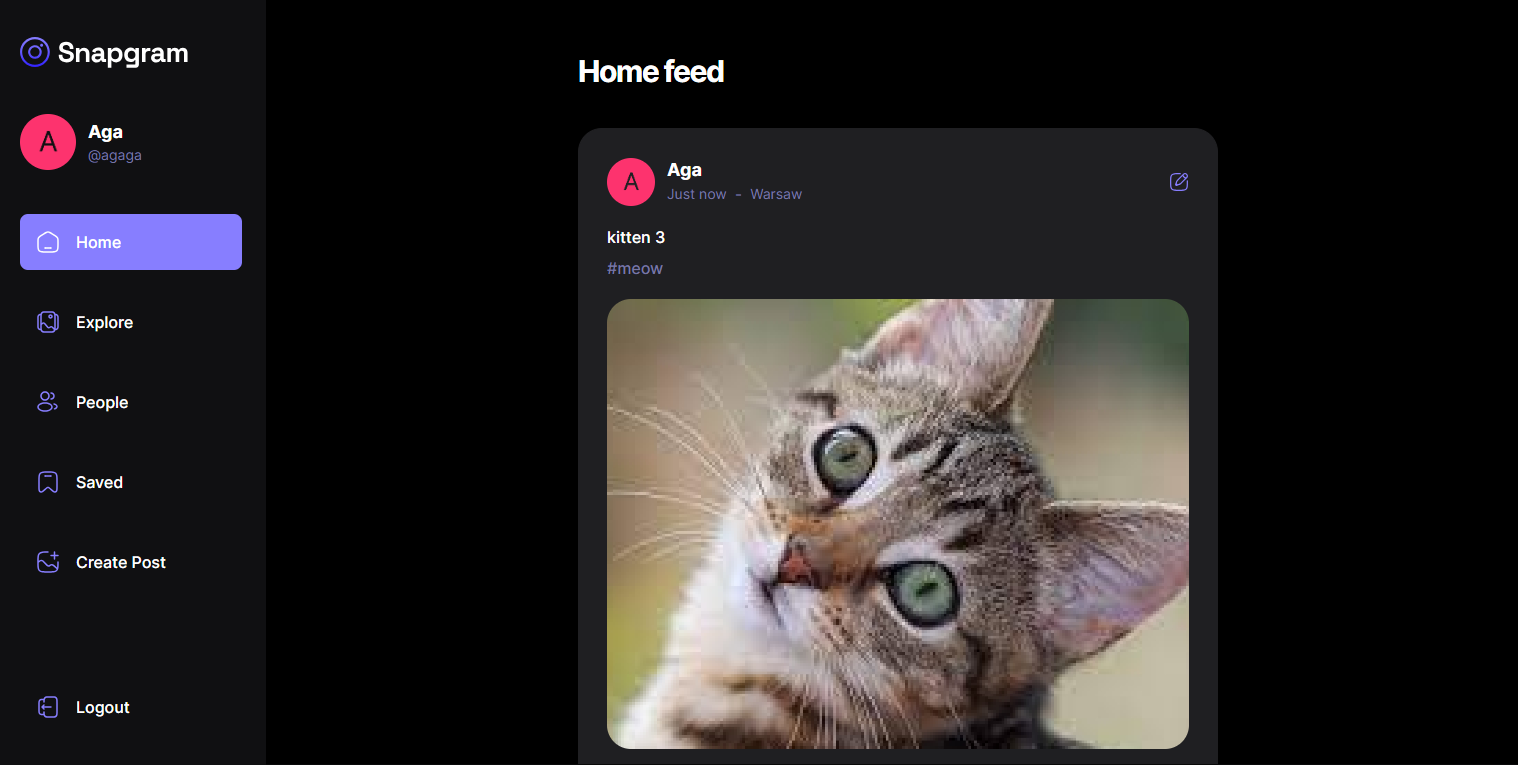 Snapgram
A
Aga
@agaga
Home
Explore
People
Saved
Create Post
Logout
Home feed
A
Aga
Just now - Warsaw
kitten 3
#meow